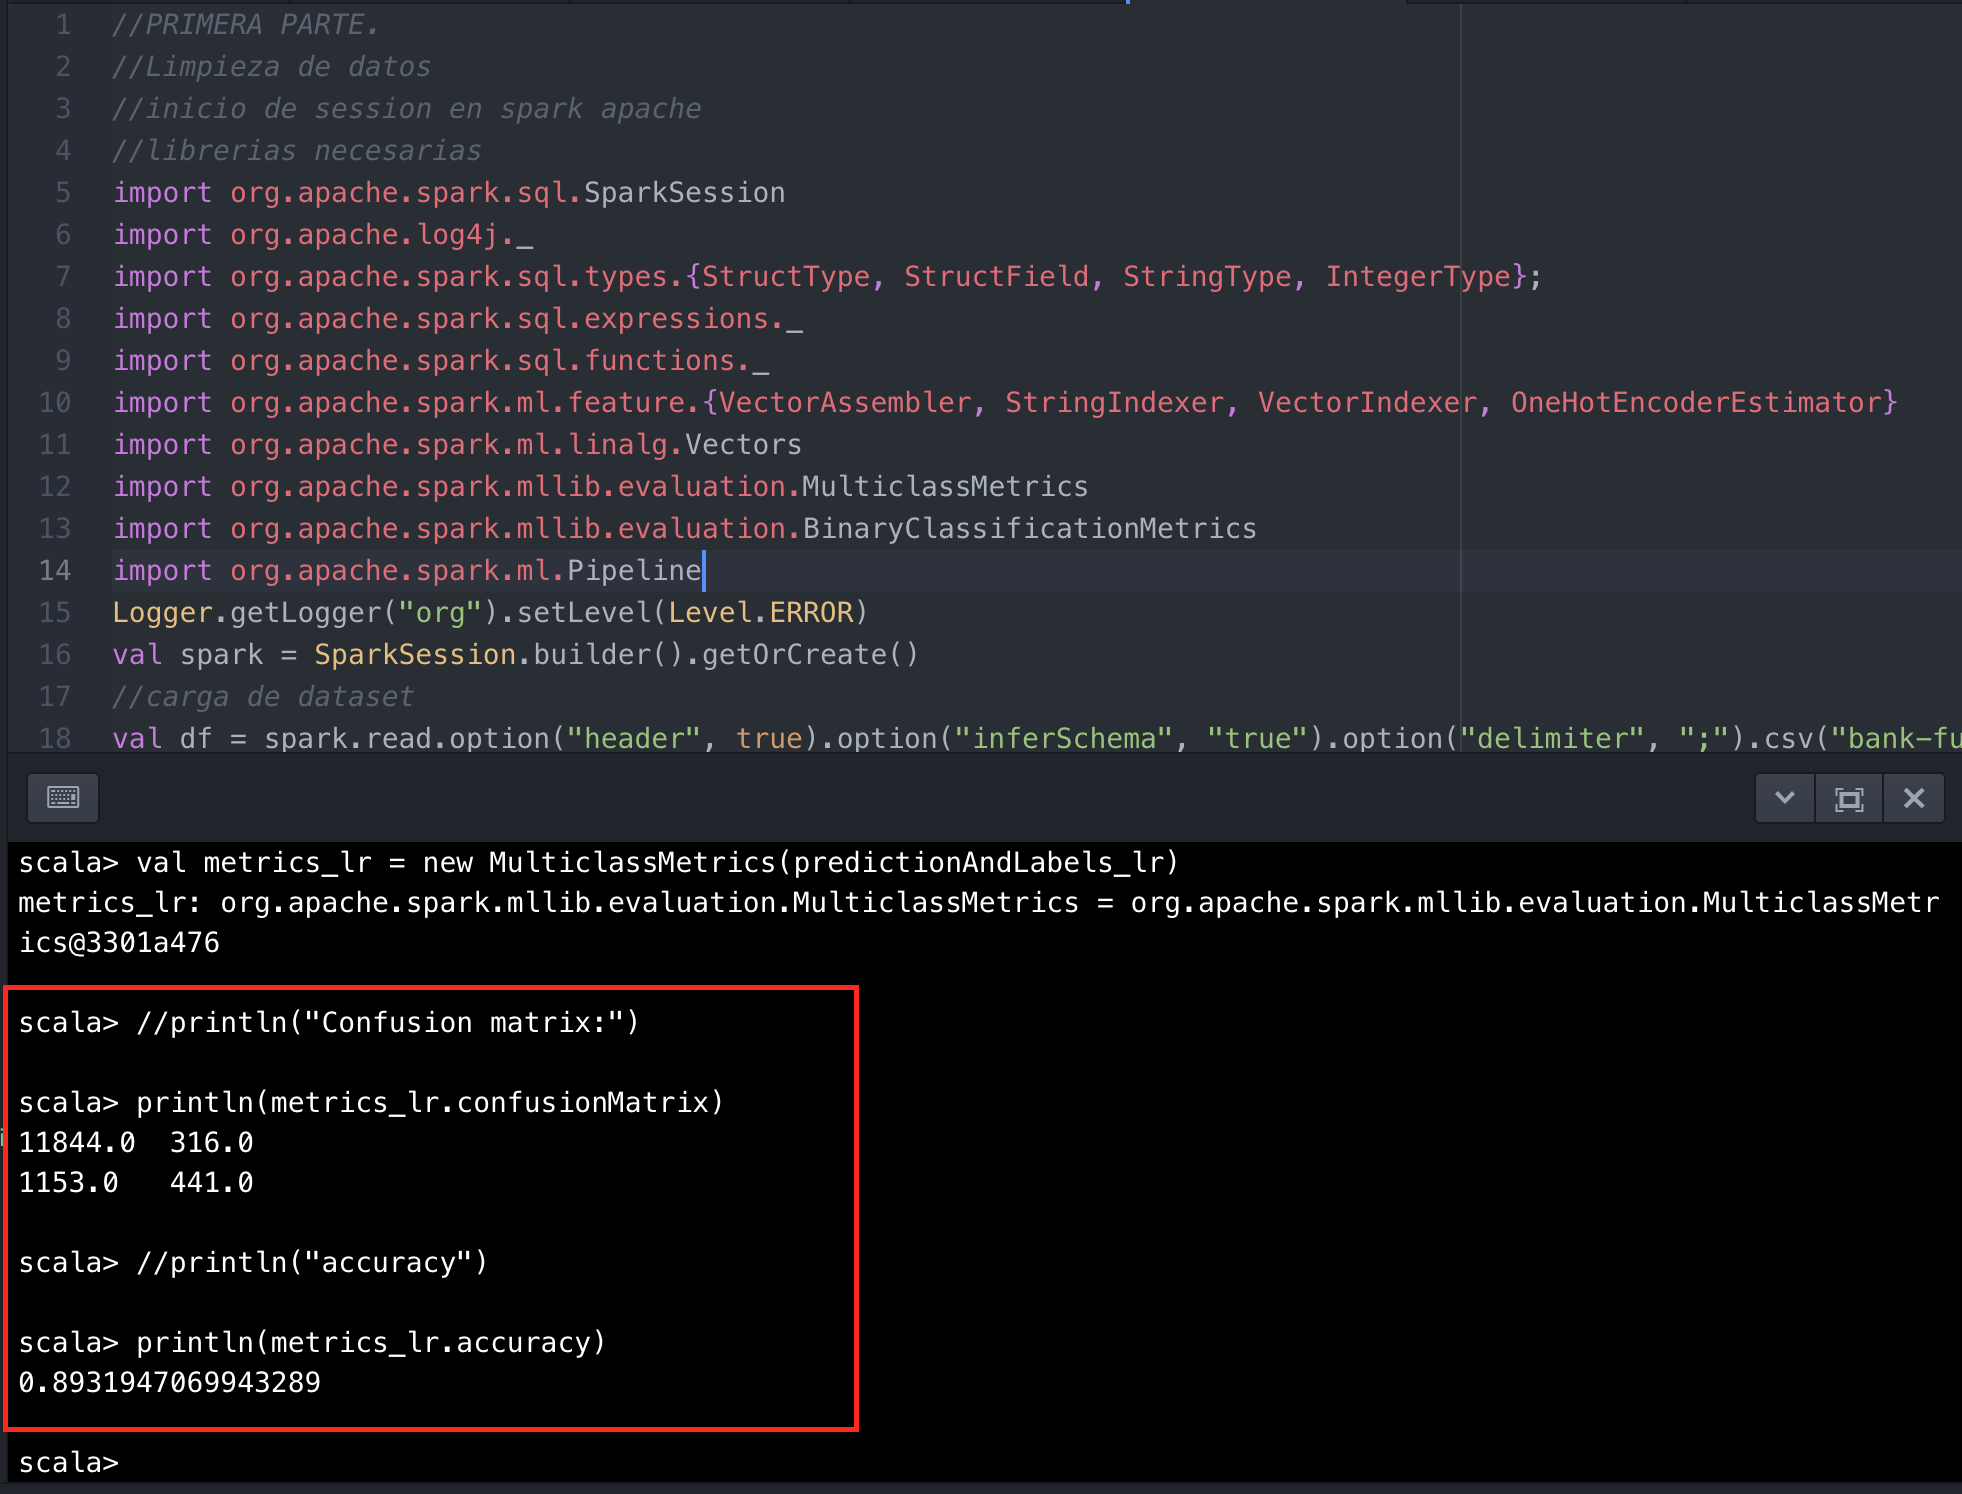 1 //PRIMERA PARTE.
2 //Limpieza de datos
3 //inicio de session en spark apache
4 //librerias necesarias
5 import org.apache.spark.sql.SparkSession
6 import org.apache.log4j._
7 import org.apache.spark.sql.types.{StructType, StructField, StringType, IntegerType};
8 import org.apache.spark.sql.expressions._
9 import org.apache.spark.sql.functions._
10 import org.apache.spark.ml.feature.{VectorAssembler, StringIndexer, VectorIndexer, OneHotEncoderEstimator}
11 import org.apache.spark.ml.linalg.Vectors
12 import org.apache.spark.mllib.evaluation.MulticlassMetrics
13 import org.apache.spark.mllib.evaluation.BinaryClassificationMetrics
14 import org.apache.spark.ml.Pipeline
15 Logger.getLogger("org").setLevel(Level.ERROR)
16 val spark = SparkSession.builder().getOrCreate()
17 //carga de dataset
18 val df = spark.read.option("header", true).option("inferSchema", "true").option("delimiter", ";").csv("bank-fu
scala> val metrics_lr = new MulticlassMetrics(predictionAndLabels_lr)
metrics_lr: org.apache.spark.mllib.evaluation.MulticlassMetrics = org.apache.spark.mllib.evaluation.MulticlassMetr
ics@3301a476
scala> //println("Confusion matrix:")
scala> println(metrics_lr.confusionMatrix)
11844.0  316.0
1153.0   441.0
scala> //println("accuracy")
scala> println(metrics_lr.accuracy)
0.8931947069943289
scala>